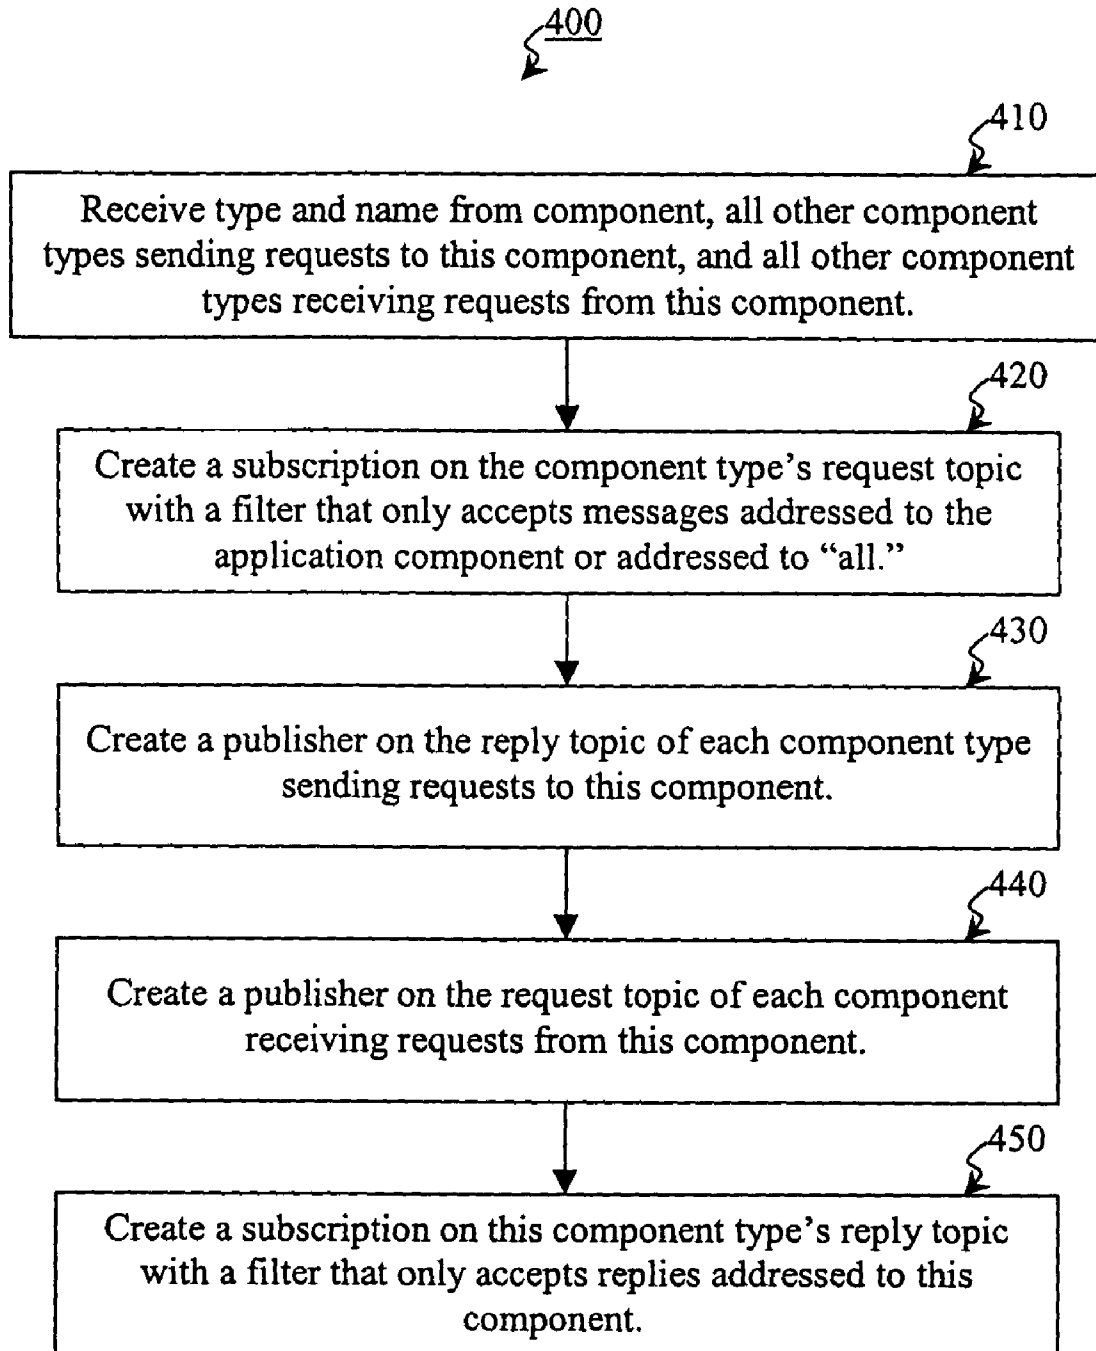 400
410
Receive type and name from component, all other component
types sending requests to this component, and all other component
types receiving requests from this component.
420
Create a subscription on the component type's request topic
with a filter that only accepts messages addressed to the
application component or addressed to “all.”
430
Create a publisher on the reply topic of each component type
sending requests to this component.
440
Create a publisher on the request topic of each component
receiving requests from this component.
450
Create a subscription on this component type's reply topic
with a filter that only accepts replies addressed to this
component.